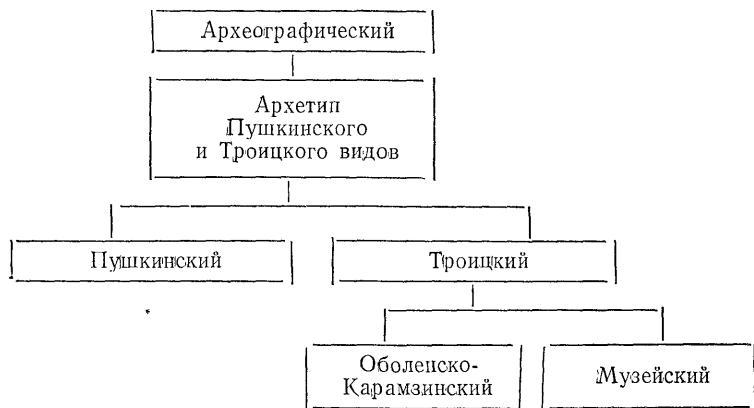 Археографический
Архетип
Пушкинского
и Троицкого видов
Пушкинский
Троицкий
Оболенско-
Карамзинский
Музейский